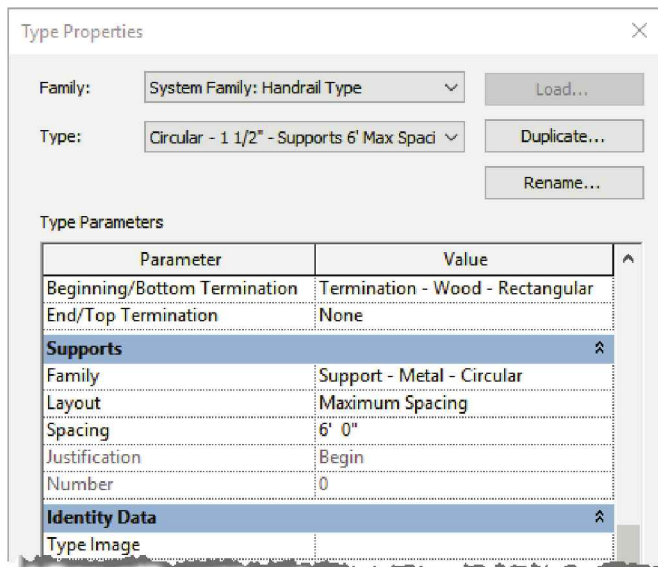 Type Properties
Family: System Family: Handrail Type Load...
Type: Circular - 1 1/2" - Supports 6' Max Spaci Duplicate...
Rename...
Type Parameters
Parameter Value
Beginning/Bottom Termination Termination - Wood - Rectangular
End/Top Termination None
Supports
Family Support - Metal - Circular
Layout Maximum Spacing
Spacing 6' 0"
Justification Begin
Number 0
Identity Data
Type Image